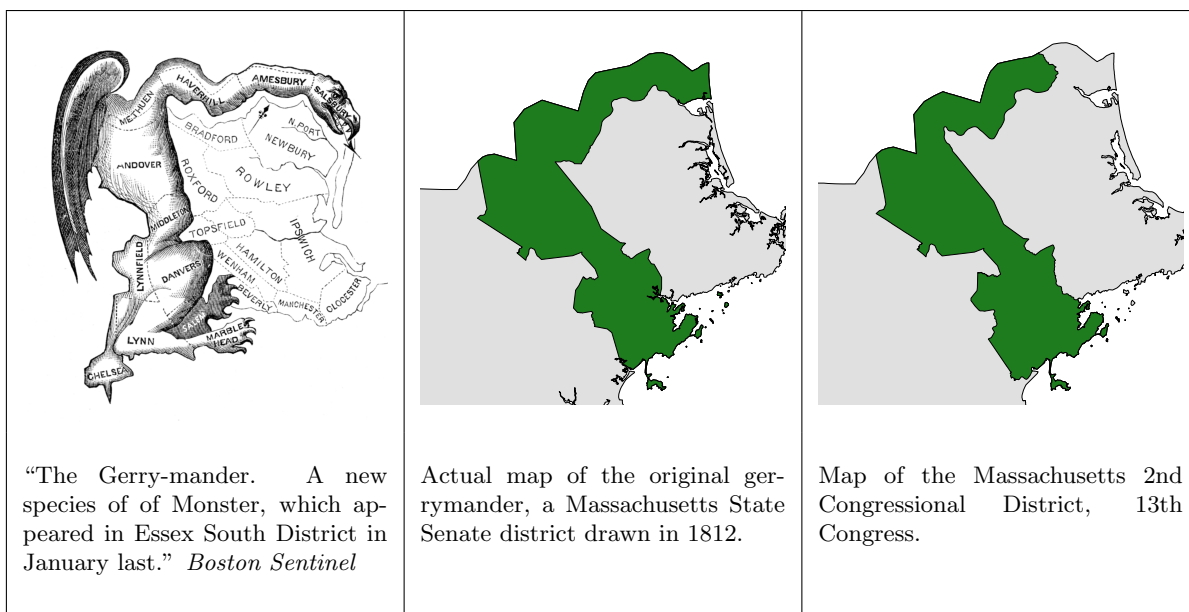 HAVERHILL
AMESBURY
SALSBURY
METHUEN
BRADFORD
N.PORT
NEWBURY
ANDOVER
ROXFORD
ROWLEY
MIDDLETON
TOPSFIELD
IPSWICH
LYNNFIELD
DANVERS
HAMILTON
WENHAM
BEVERLY
MANCHESTER
GLOCESTER
LYNN
MARBLE
HEAD
CHELSEA
“The Gerry-mander. A new
species of of Monster, which ap-
peared in Essex South District in
January last.” Boston Sentinel
Actual map of the original ger-
rymander, a Massachusetts State
Senate district drawn in 1812.
Map of the Massachusetts 2nd
Congressional District, 13th
Congress.